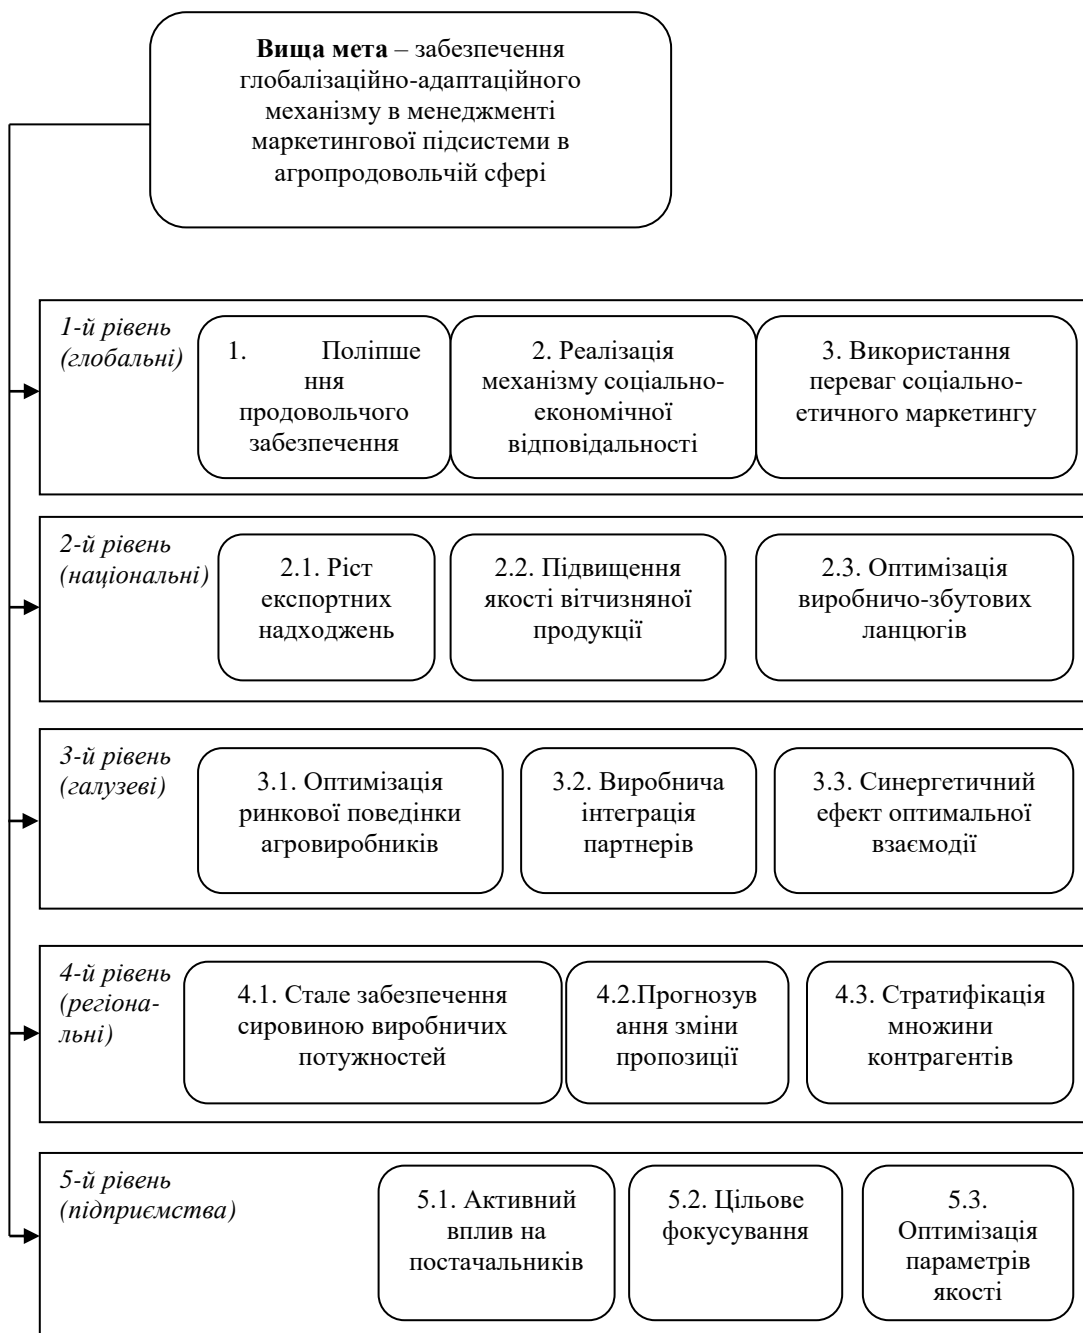 Вища мета – забезпечення
глобалізаційно-адаптаційного
механізму в менеджменті
маркетингової підсистеми в
агропродовольчій сфері
1-й рівень
(глобальні)
1. Поліпше
ння
продовольчого
забезпечення
2. Реалізація
механізму соціально-
економічної
відповідальності
3. Використання
переваг соціально-
етичного маркетингу
2-й рівень
(національні)
2.1. Ріст
експортних
надходжень
2.2. Підвищення
якості вітчизняної
продукції
2.3. Оптимізація
виробничо-збутових
ланцюгів
3-й рівень
(галузеві)
3.1. Оптимізація
ринкової поведінки
агровиробників
3.2. Виробнича
інтеграція
партнерів
3.3. Синергетичний
ефект оптимальної
взаємодії
4-й рівень
(регіона-
льні)
4.1. Стале забезпечення
сировиною виробничих
потужностей
4.2.Прогнозув
ання зміни
пропозиції
4.3. Стратифікація
множини
контрагентів
5-й рівень
(підприємства)
5.1. Активний
вплив на
постачальників
5.2. Цільове
фокусування
5.3.
Оптимізація
параметрів
якості